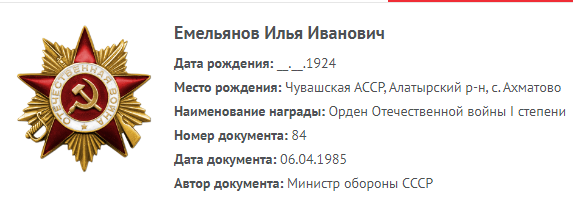 ОТЕЧЕСТВЕННАЯ ВОЙНА
Емельянов Илья Иванович
Дата рождения: __.__.1924
Место рождения: Чувашская АССР, Алатырский р-н, с. Ахматово
Наименование награды: Орден Отечественной войны I степени
Номер документа: 84
Дата документа: 06.04.1985
Автор документа: Министр обороны СССР